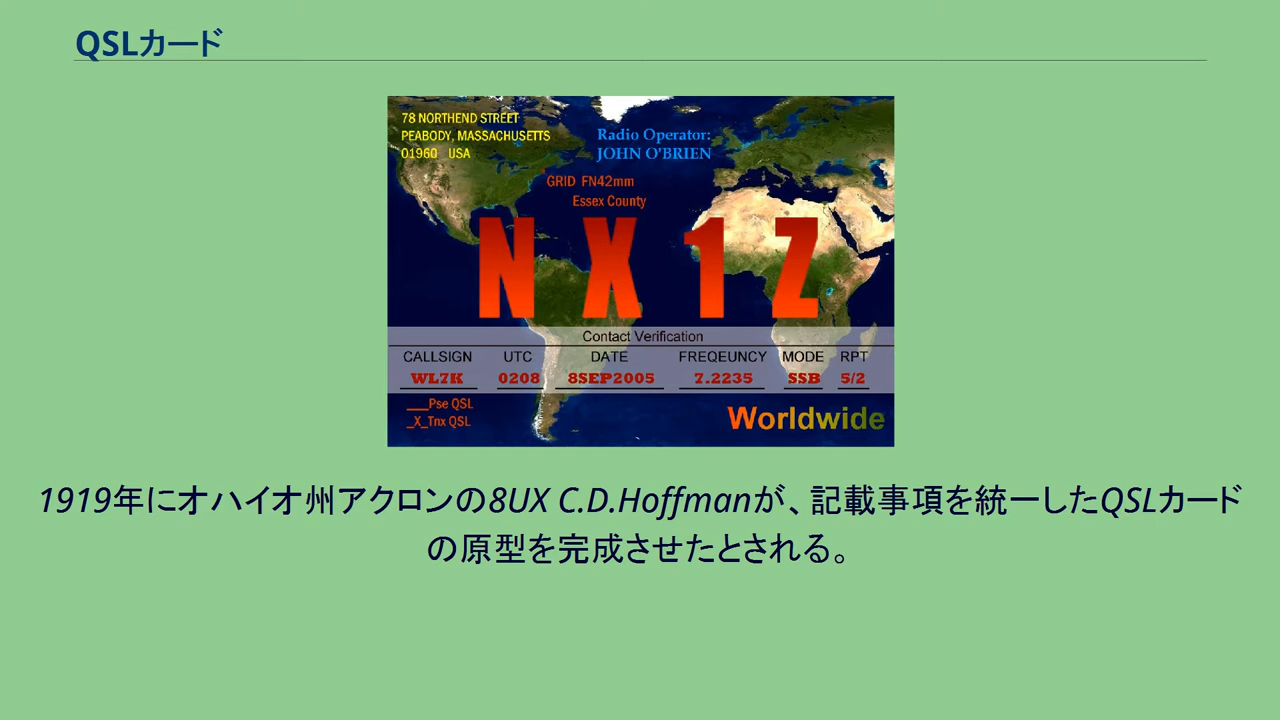 QSLカード
78 NORTHEND STREET
PEABODY, MASSACHUSETTS
01960 USA
Radio Operator:
JOHN O'BRIEN
GRID FN42mm
Essex County
NX1Z
Contact Verification
CALLSIGN UTC DATE FREQEUNCY MODE RPT
WL7K 0208 8SEP2005 7.2235 SSB 5/2
___Pse QSL
_X_Tnx QSL
Worldwide
1919年にオハイオ州アクロンの8UX C.D.Hoffmanが、記載事項を統一したQSLカード
の原型を完成させたとされる。